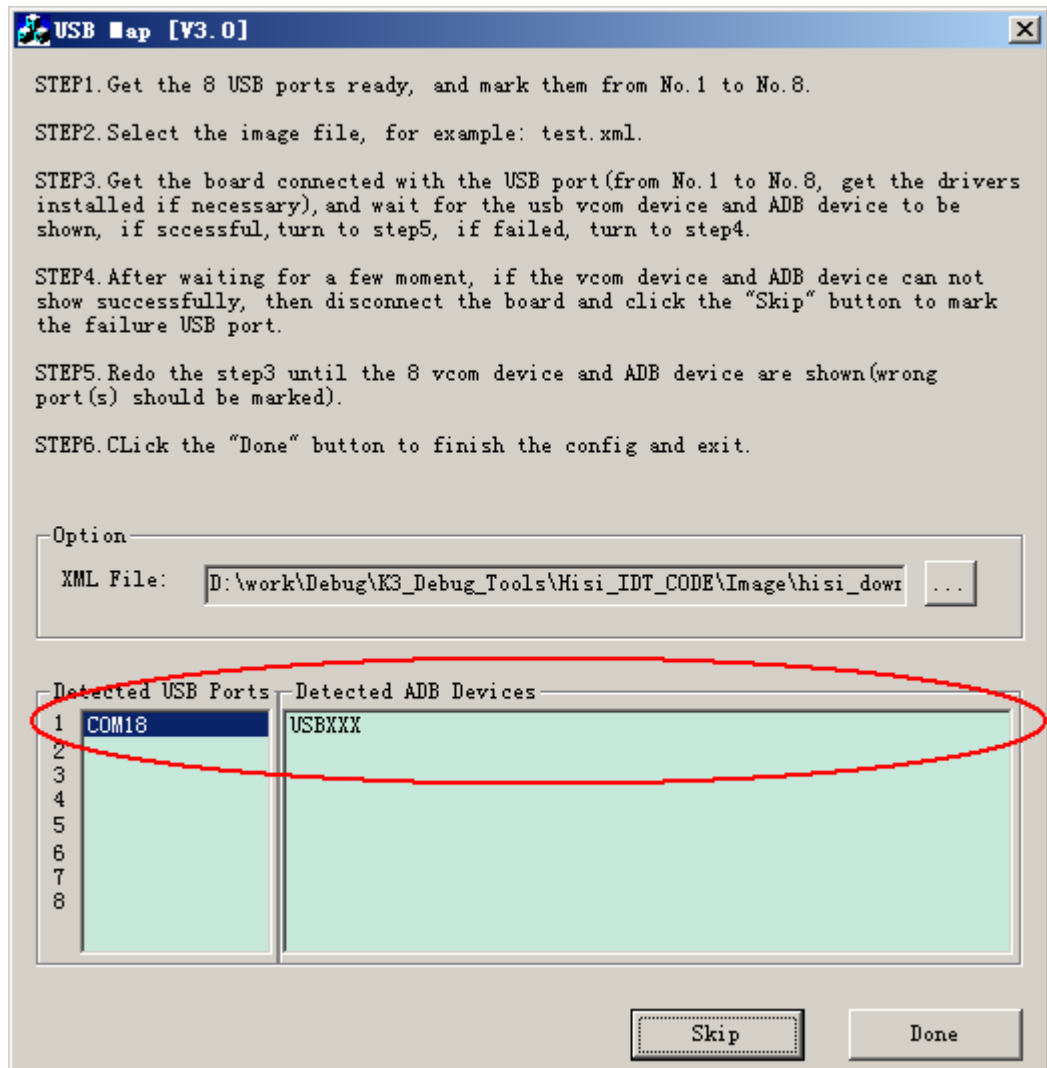 USB Map [V3.0]
STEP1.Get the 8 USB ports ready, and mark them from No.1 to No.8.
STEP2.Select the image file, for example: test.xml.
STEP3.Get the board connected with the USB port(from No.1 to No.8, get the drivers
installed if necessary),and wait for the usb vcom device and ADB device to be
shown, if sccessful,turn to step5, if failed, turn to step4.
STEP4.After waiting for a few moment, if the vcom device and ADB device can not
show successfully, then disconnect the board and click the "Skip" button to mark
the failure USB port.
STEP5.Redo the step3 until the 8 vcom device and ADB device are shown(wrong
port(s) should be marked).
STEP6.CLick the "Done" button to finish the config and exit.
Option
XML File: D:\work\Debug\K3_Debug_Tools\Hisi_IDT_CODE\Image\hisi_down ...
Detected USB Ports Detected ADB Devices
1 COM18 USBXXX
2
3
4
5
6
7
8
Skip Done